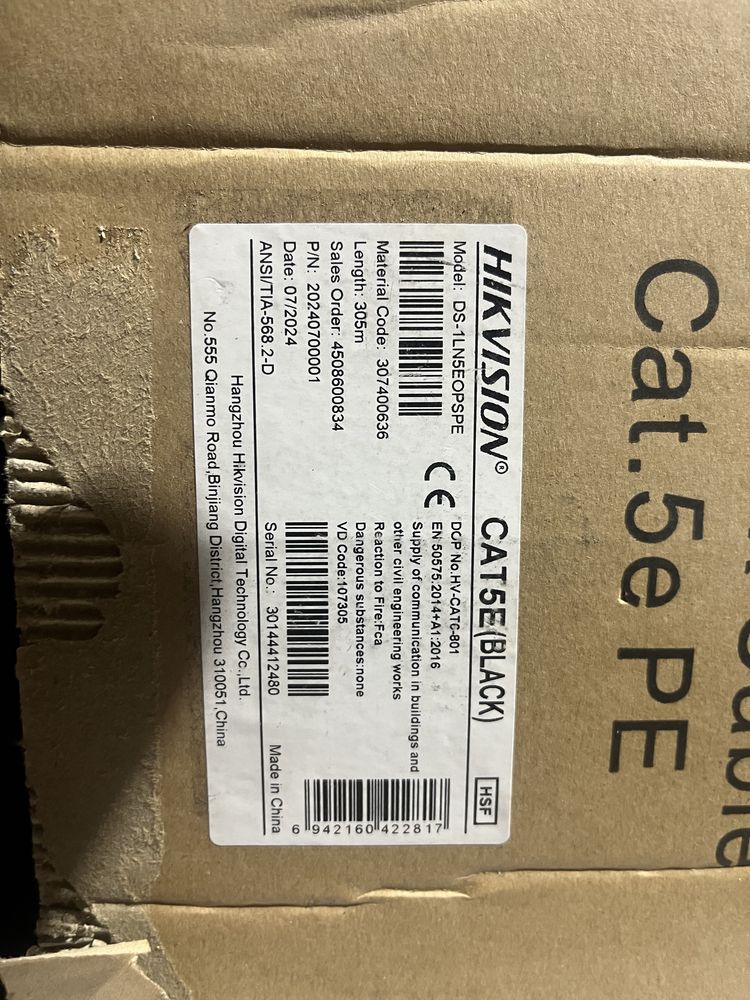 Cat.5e PE
HIKVISION® CAT5E(BLACK) HSF
Model: DS-1LN5EOPSPE
Material Code: 307400636
Length: 305m
Sales Order: 4508600834
P/N: 20240700001
Date: 07/2024
ANSI/TIA-568.2-D
CE
DOP No.HV-CATC-801
EN 50575:2014+A1:2016
Supply of communication in buildings and
other civil engineering works
Reaction to Fire:Fca
Dangerous substances:none
VD Code:107305
Serial No.: 30144412480
6 942160 422817
Made in China
Hangzhou Hikvision Digital Technology Co.,Ltd.
No.555 Qianmo Road,Binjiang District,Hangzhou 310051,China